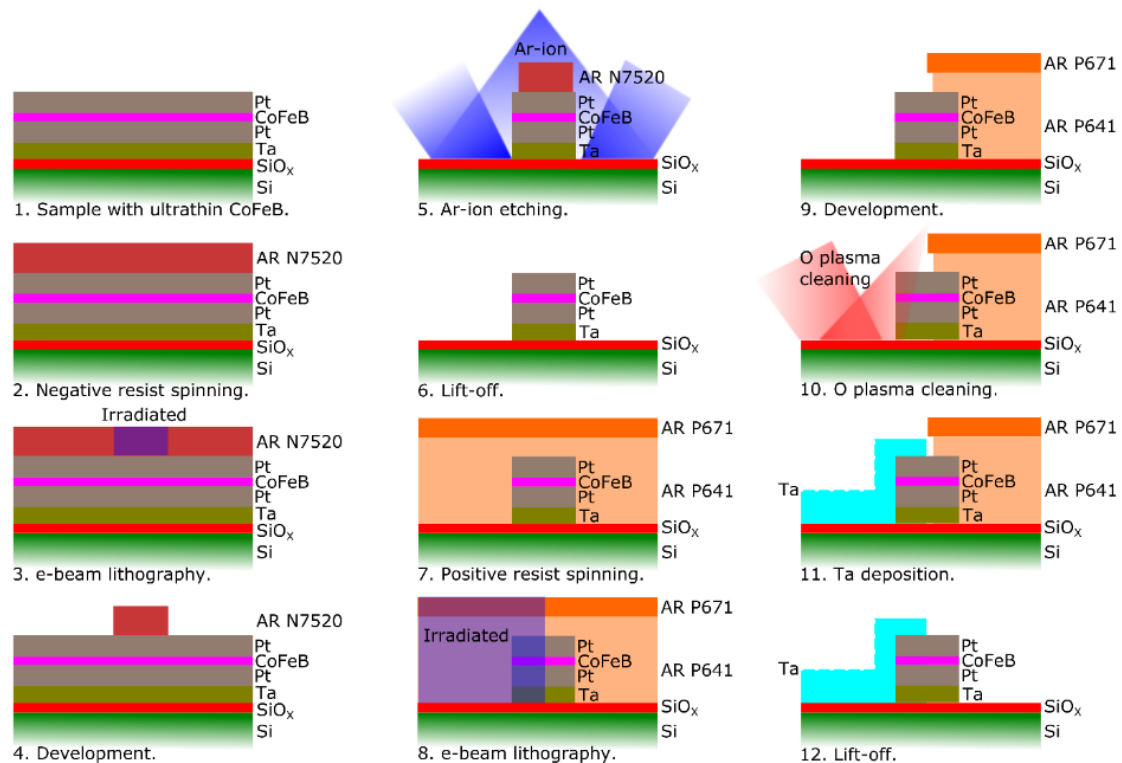 Pt
CoFeB
Pt
Ta
SiOx
Si
1. Sample with ultrathin CoFeB.
AR N7520
Pt
CoFeB
Pt
Ta
SiOx
Si
2. Negative resist spinning.
Irradiated
AR N7520
Pt
CoFeB
Pt
Ta
SiOx
Si
3. e-beam lithography.
AR N7520
Pt
CoFeB
Pt
Ta
SiOx
Si
4. Development.
Ar-ion
AR N7520
Pt
CoFeB
Pt
Ta
SiOx
Si
5. Ar-ion etching.
Pt
CoFeB
Pt
Ta
SiOx
Si
6. Lift-off.
AR P671
Pt
CoFeB
Pt
AR P641
Ta
SiOx
Si
7. Positive resist spinning.
AR P671
Irradiated
Pt
CoFeB
Pt
AR P641
Ta
SiOx
Si
8. e-beam lithography.
AR P671
Pt
CoFeB
Pt
AR P641
Ta
SiOx
Si
9. Development.
AR P671
O plasma
cleaning
Pt
CoFeB
Pt
AR P641
Ta
SiOx
Si
10. O plasma cleaning.
AR P671
Pt
CoFeB
Ta
Pt
AR P641
Ta
SiOx
Si
11. Ta deposition.
Pt
CoFeB
Ta
Pt
Ta
SiOx
Si
12. Lift-off.